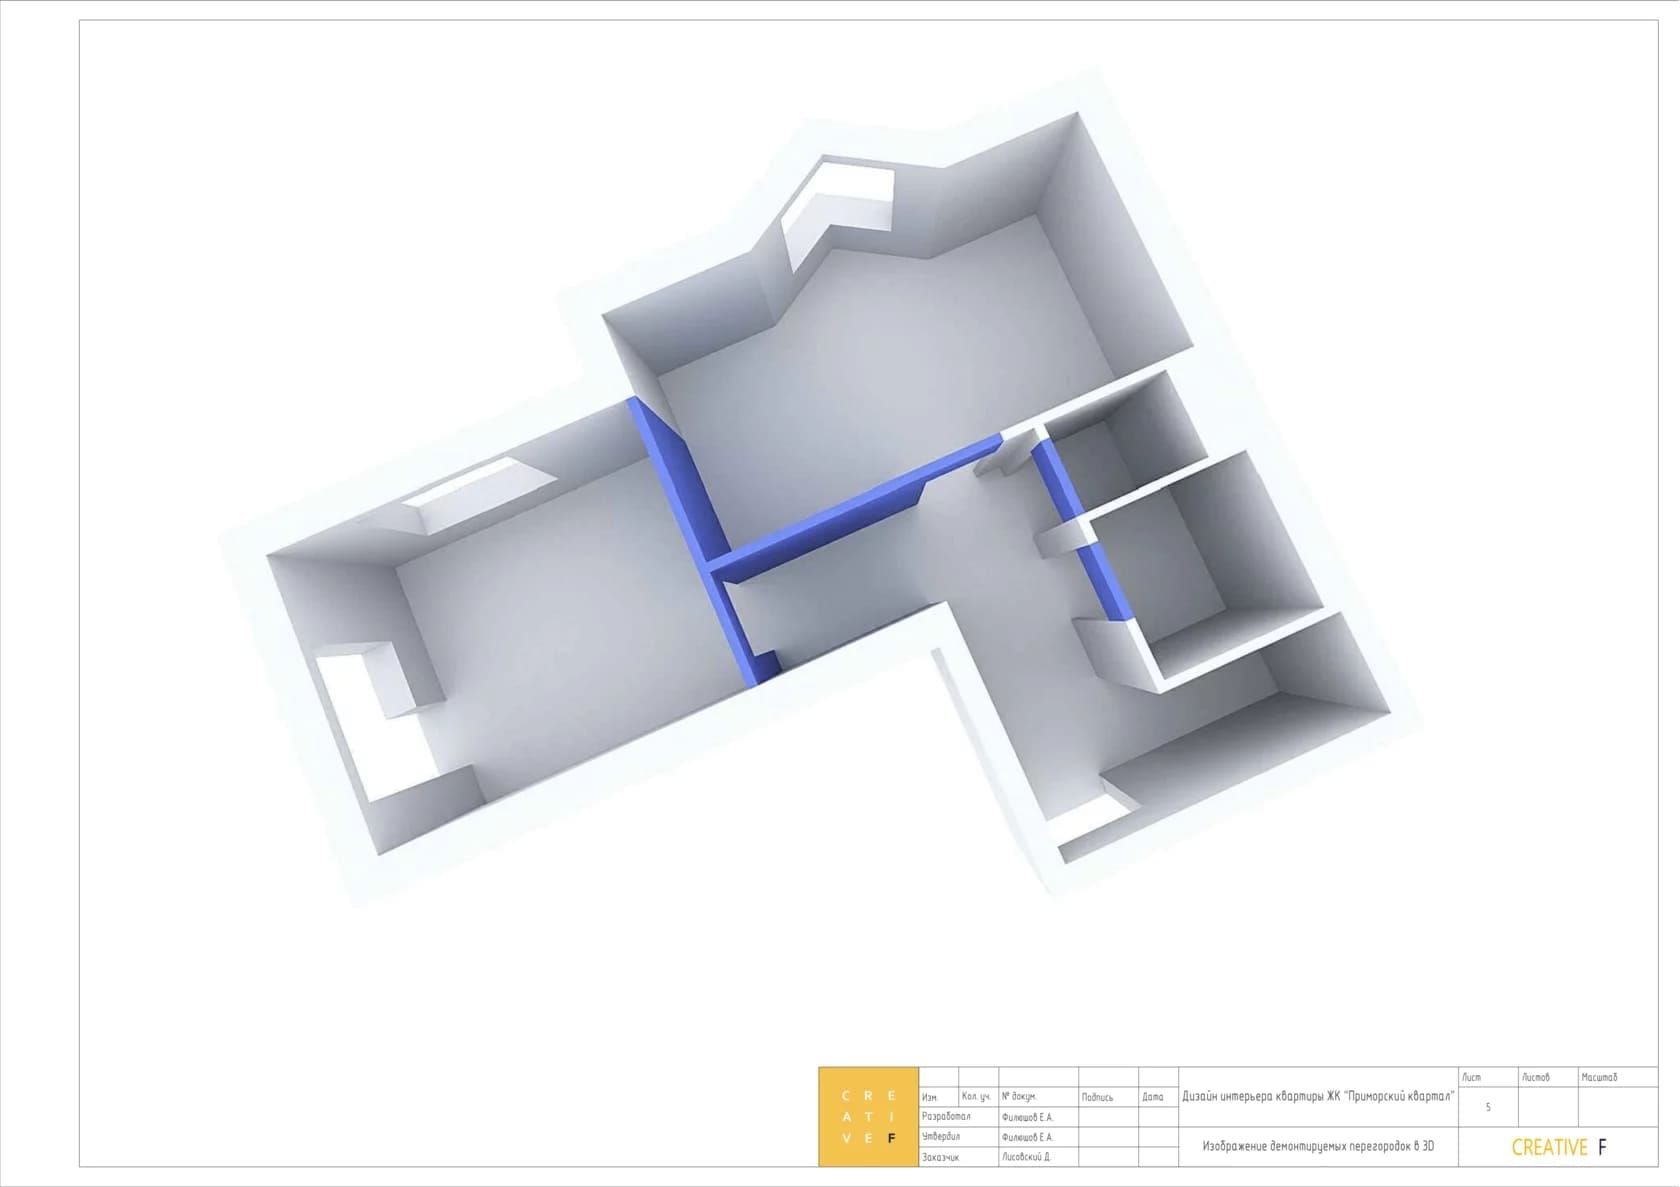 C R E
A T I
V E F
Изм.
Кол. уч.
№ докум.
Подпись
Дата
Разработал
Филюшов Е.А.
Утвердил
Филюшов Е.А.
Заказчик
Лисовский Д.
Дизайн интерьера квартиры ЖК "Приморский квартал"
Изображение демонтируемых перегородок в 3D
Лист
Листов
Масштаб
5
CREATIVE F